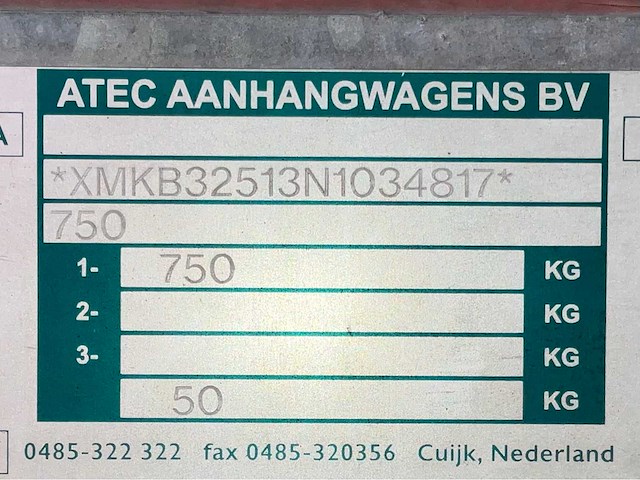 ATEC AANHANGWAGENS BV
A
*XMKB32513N1034817*
750
1- 750 KG
2- KG
3- KG
50 KG
0485-322 322 fax 0485-320356 Cuijk, Nederland